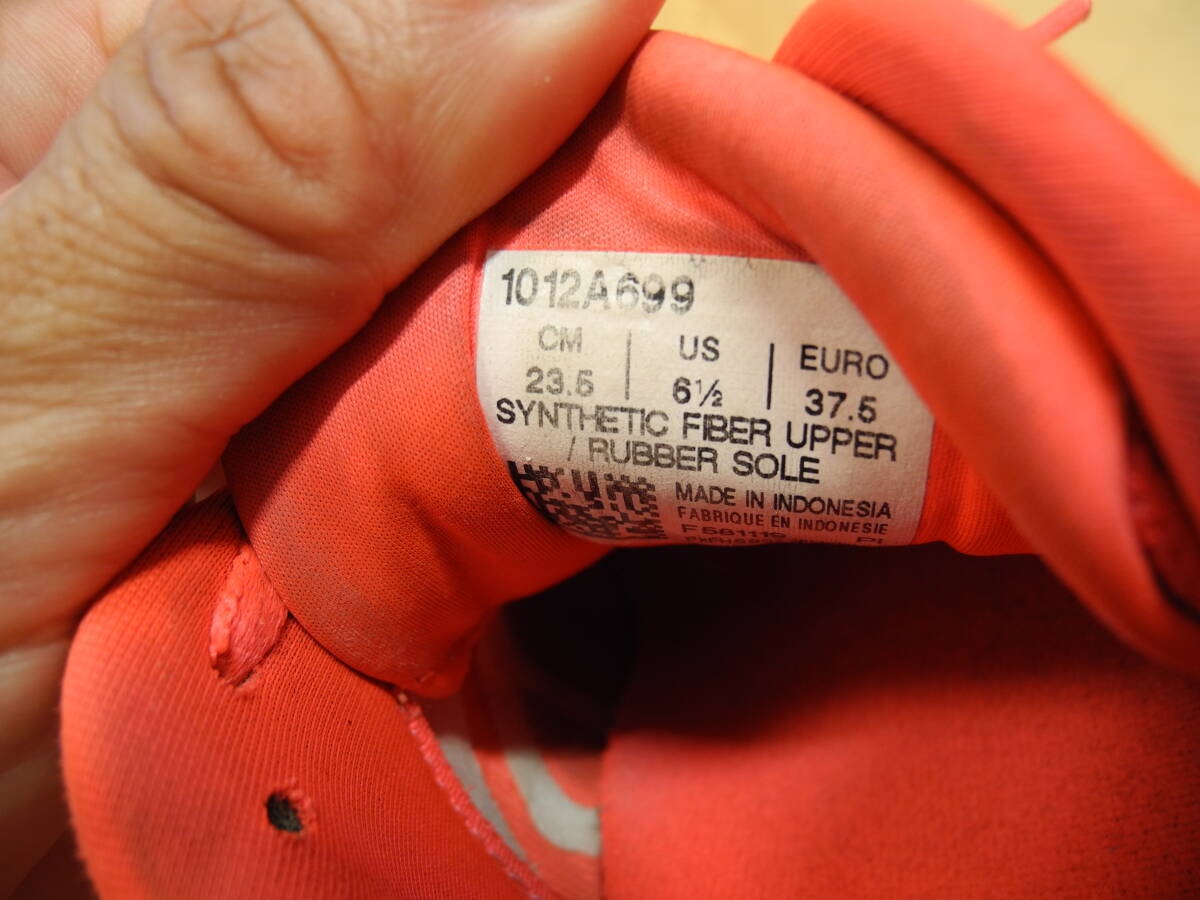 1012A699
CM | US | EURO
23.5 | 6½ | 37.5
SYNTHETIC FIBER UPPER
/ RUBBER SOLE
MADE IN INDONESIA
FABRIQUE EN INDONESIE